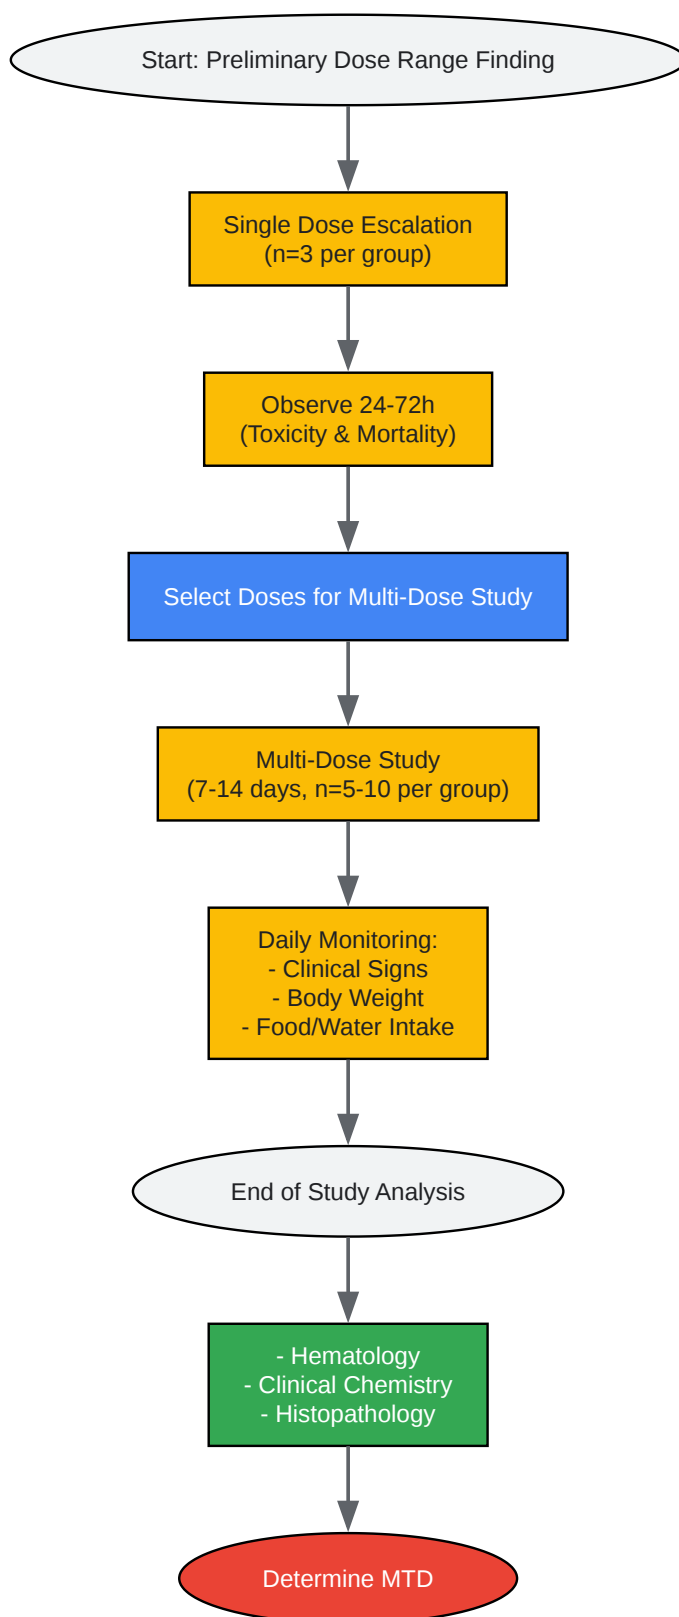 Start: Preliminary Dose Range Finding
Single Dose Escalation
(n=3 per group)
Observe 24-72h
(Toxicity & Mortality)
Select Doses for Multi-Dose Study
Multi-Dose Study
(7-14 days, n=5-10 per group)
Daily Monitoring:
- Clinical Signs
- Body Weight
- Food/Water Intake
End of Study Analysis
- Hematology
- Clinical Chemistry
- Histopathology
Determine MTD